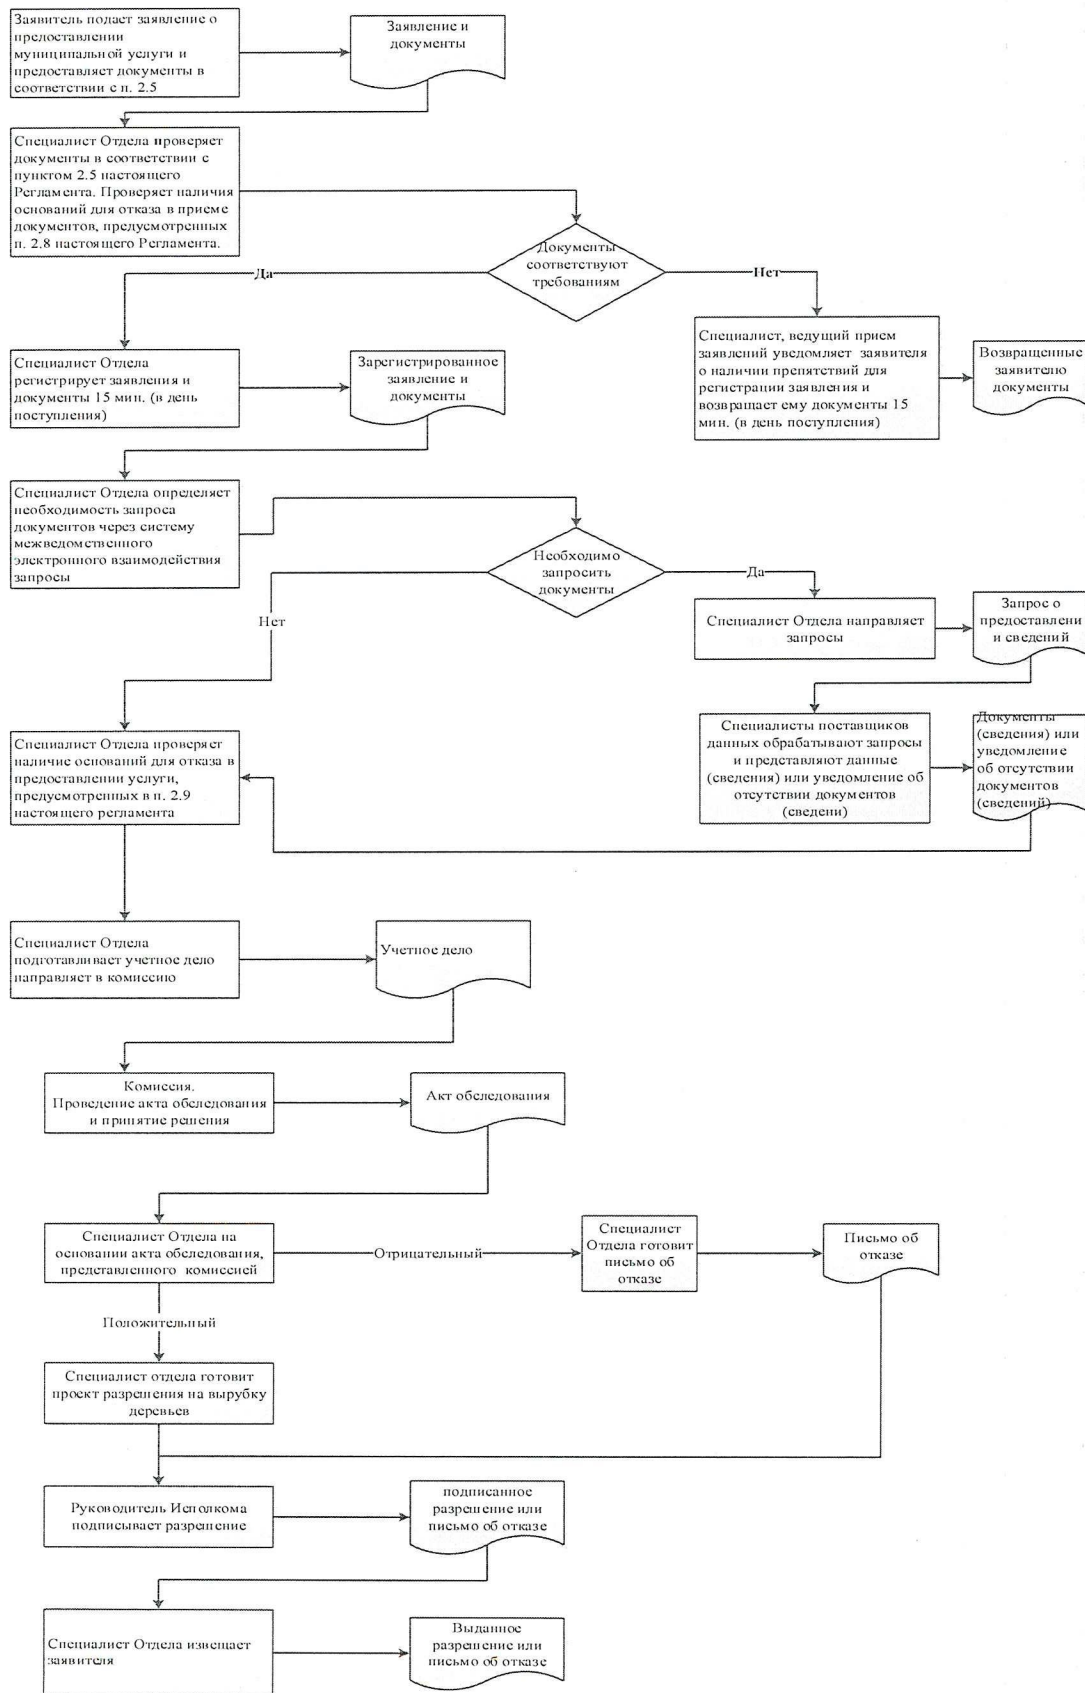 Заявитель подает заявление о
предоставлении
муниципальной услуги и
предоставляет документы в
соответствии с п. 2.5
Заявление и
документы
Специалист Отдела проверяет
документы в соответствии с
пунктом 2.5 настоящего
Регламента. Проверяет наличия
оснований для отказа в приеме
документов, предусмотренных
п. 2.8 настоящего Регламента.
Документы
соответствуют
требованиям
Да
Нет
Специалист Отдела
регистрирует заявления и
документы 15 мин. (в день
поступления)
Зарегистрированное
заявление и
документы
Специалист, ведущий прием
заявлений уведомляет заявителя
о наличии препятствий для
регистрации заявления и
возвращает ему документы 15
мин. (в день поступления)
Возвращенные
заявителю
документы
Специалист Отдела определяет
необходимость запроса
документов через систему
межведомственного
электронного взаимодействия
запросы
Необходимо
запросить
документы
Да
Нет
Специалист Отдела направляет
запросы
Запрос о
предоставлени
и сведений
Специалисты поставщиков
данных обрабатывают запросы
и представляют данные
(сведения) или уведомление об
отсутствии документов
(сведени)
Документы
(сведения) или
уведомление
об отсутствии
документов
(сведений)
Специалист Отдела проверяет
наличие оснований для отказа в
предоставлении услуги,
предусмотренных в п. 2.9
настоящего регламента
Специалист Отдела
подготавливает учетное дело
направляет в комиссию
Учетное дело
Комиссия.
Проведение акта обследования
и принятие решения
Акт обследования
Специалист Отдела на
основании акта обследования,
представленного комиссией
Отрицательный
Специалист
Отдела готовит
письмо об
отказе
Письмо об
отказе
Положительный
Специалист отдела готовит
проект разрешения на вырубку
деревьев
Руководитель Исполкома
подписывает разрешение
подписанное
разрешение или
письмо об отказе
Специалист Отдела извещает
заявителя
Выданное
разрешение или
письмо об отказе